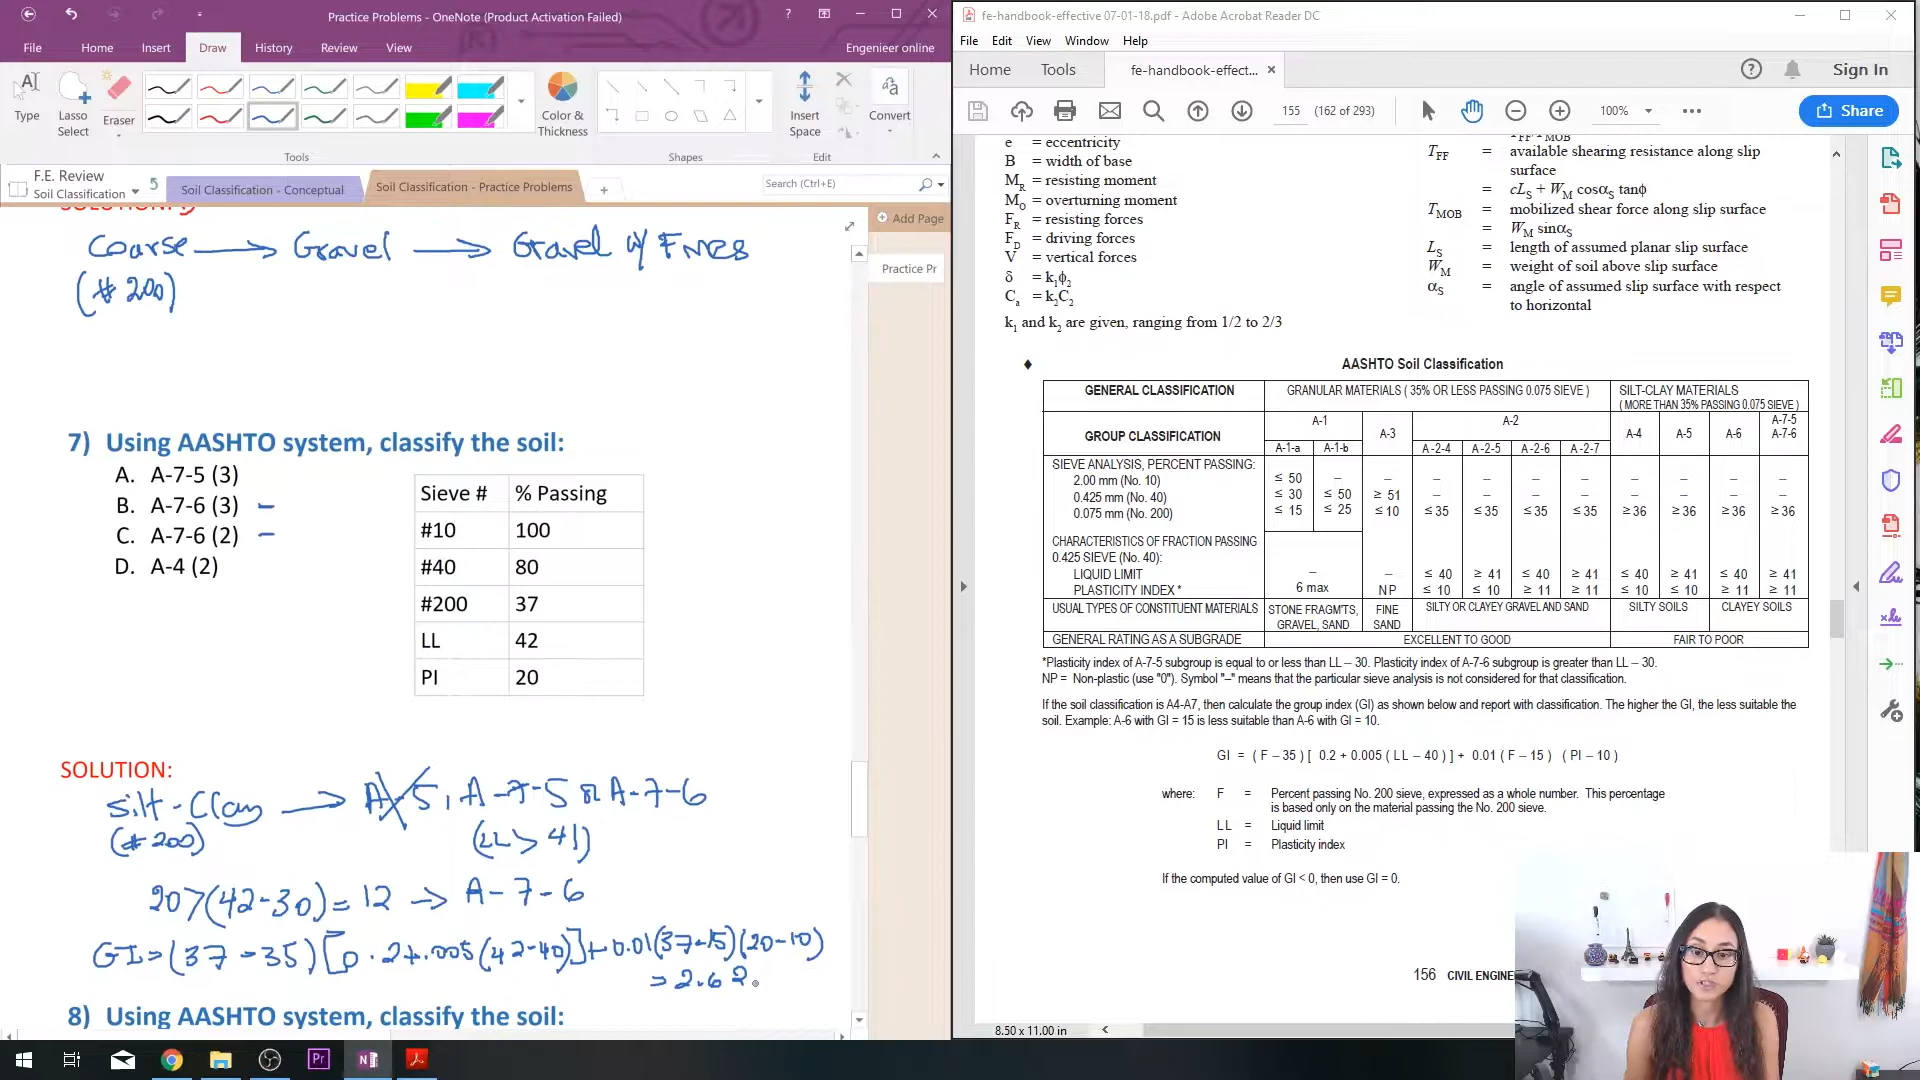 Practice Problems - OneNote (Product Activation Failed)
?
File Home Insert Draw History Review View
Engenieer online
Type
Lasso Select
Eraser
Color & Thickness
Insert Space
Convert
Tools
Shapes
Edit
F.E. Review
Soil Classification
Soil Classification - Conceptual
Soil Classification - Practice Problems
+
Search (Ctrl+E)
Add Page
Practice Pr
Coarse → Gravel → Gravel w/ Fines
(# 200)
7) Using AASHTO system, classify the soil:
A. A-7-5 (3)
B. A-7-6 (3) -
C. A-7-6 (2) -
D. A-4 (2)
Sieve # % Passing
#10 100
#40 80
#200 37
LL 42
PI 20
SOLUTION:
Silt-Clay → A-5, A-7-5 or A-7-6
(# 200) (LL > 41)
20 > (42-30) = 12 → A-7-6
GI = (37-35)[0.2+.005(42-40)]+0.01(37-15)(20-10)
= 2.62
8) Using AASHTO system, classify the soil:
fe-handbook-effective 07-01-18.pdf - Adobe Acrobat Reader DC
File Edit View Window Help
Home Tools fe-handbook-effect... × Sign In
155 (162 of 293) 100% Share
e = eccentricity
B = width of base
MR = resisting moment
MO = overturning moment
FR = resisting forces
FD = driving forces
V = vertical forces
δ = k1ϕ2
Ca = k2C2
k1 and k2 are given, ranging from 1/2 to 2/3
TFF = available shearing resistance along slip
surface
= cLS + WM cosαS tanϕ
TMOB = mobilized shear force along slip surface
= WM sinαS
LS = length of assumed planar slip surface
WM = weight of soil above slip surface
αS = angle of assumed slip surface with respect
to horizontal
♦ AASHTO Soil Classification
GENERAL CLASSIFICATION GRANULAR MATERIALS ( 35% OR LESS PASSING 0.075 SIEVE ) SILT-CLAY MATERIALS
( MORE THAN 35% PASSING 0.075 SIEVE )
GROUP CLASSIFICATION A-1 A-3 A-2 A-4 A-5 A-6 A-7-5
A-7-6
A-1-a A-1-b A-2-4 A-2-5 A-2-6 A-2-7
SIEVE ANALYSIS, PERCENT PASSING:
2.00 mm (No. 10) ≤ 50 – – – – – – – – – –
0.425 mm (No. 40) ≤ 30 ≤ 50 ≥ 51 – – – – – – – –
0.075 mm (No. 200) ≤ 15 ≤ 25 ≤ 10 ≤ 35 ≤ 35 ≤ 35 ≤ 35 ≥ 36 ≥ 36 ≥ 36 ≥ 36
CHARACTERISTICS OF FRACTION PASSING
0.425 SIEVE (No. 40):
LIQUID LIMIT – – ≤ 40 ≥ 41 ≤ 40 ≥ 41 ≤ 40 ≥ 41 ≤ 40 ≥ 41
PLASTICITY INDEX * 6 max NP ≤ 10 ≤ 10 ≥ 11 ≥ 11 ≤ 10 ≤ 10 ≥ 11 ≥ 11
USUAL TYPES OF CONSTITUENT MATERIALS STONE FRAGM'TS, GRAVEL, SAND FINE SAND SILTY OR CLAYEY GRAVEL AND SAND SILTY SOILS CLAYEY SOILS
GENERAL RATING AS A SUBGRADE EXCELLENT TO GOOD FAIR TO POOR
*Plasticity index of A-7-5 subgroup is equal to or less than LL – 30. Plasticity index of A-7-6 subgroup is greater than LL – 30.
NP = Non-plastic (use "0"). Symbol "–" means that the particular sieve analysis is not considered for that classification.
If the soil classification is A4-A7, then calculate the group index (GI) as shown below and report with classification. The higher the GI, the less suitable the
soil. Example: A-6 with GI = 15 is less suitable than A-6 with GI = 10.
GI = ( F – 35 ) [ 0.2 + 0.005 ( LL – 40 ) ] + 0.01 ( F – 15 ) ( PI – 10 )
where: F = Percent passing No. 200 sieve, expressed as a whole number. This percentage
is based only on the material passing the No. 200 sieve.
LL = Liquid limit
PI = Plasticity index
If the computed value of GI < 0, then use GI = 0.
156 CIVIL ENGINE
8.50 x 11.00 in
Pr